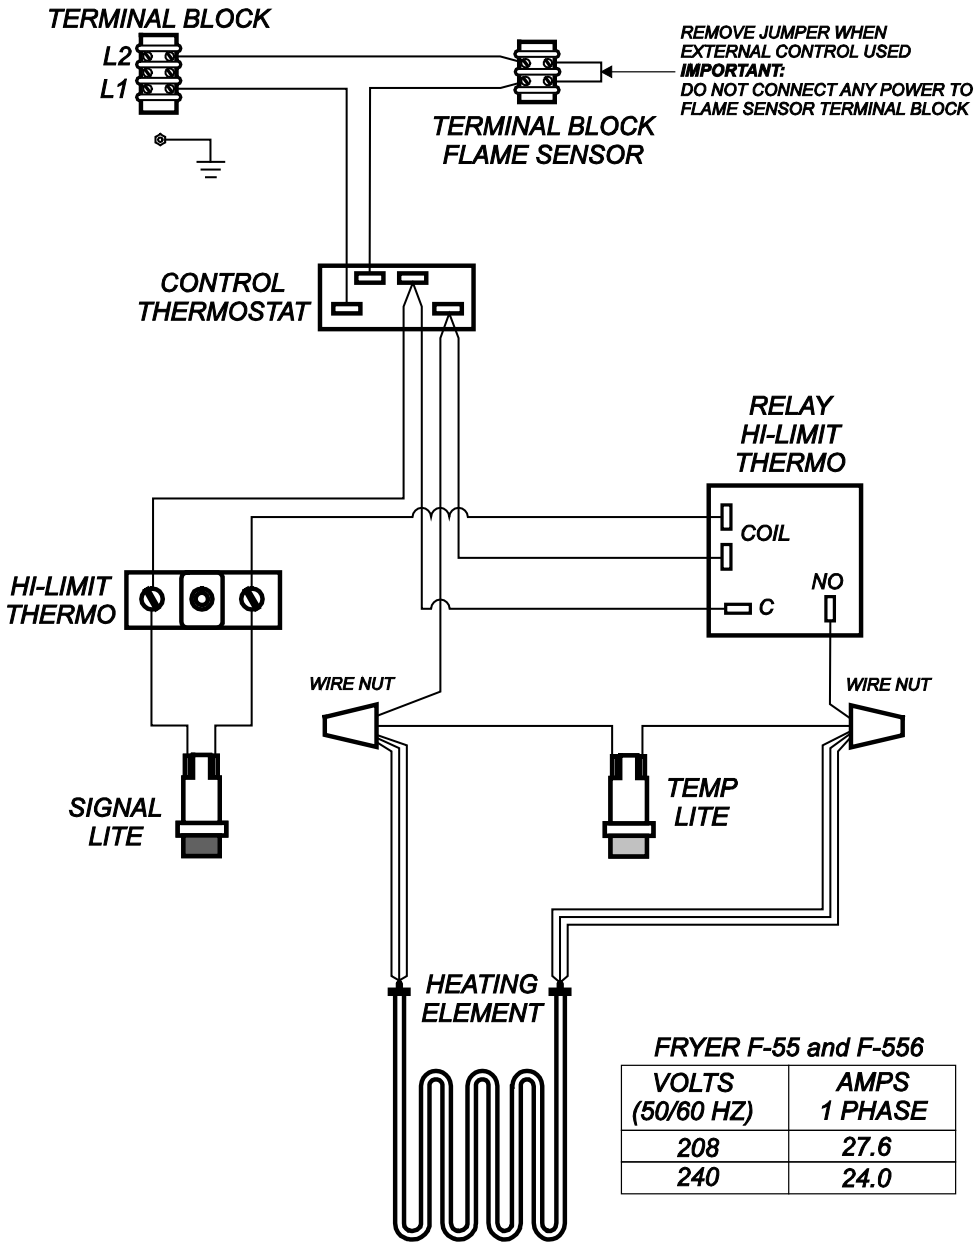 TERMINAL BLOCK
L2
L1
REMOVE JUMPER WHEN
EXTERNAL CONTROL USED
IMPORTANT:
DO NOT CONNECT ANY POWER TO
FLAME SENSOR TERMINAL BLOCK
TERMINAL BLOCK
FLAME SENSOR
CONTROL
THERMOSTAT
RELAY
HI-LIMIT
THERMO
COIL
NO
C
HI-LIMIT
THERMO
WIRE NUT
WIRE NUT
SIGNAL
LITE
TEMP
LITE
HEATING
ELEMENT
FRYER F-55 and F-556
VOLTS
(50/60 HZ)
AMPS
1 PHASE
208
27.6
240
24.0